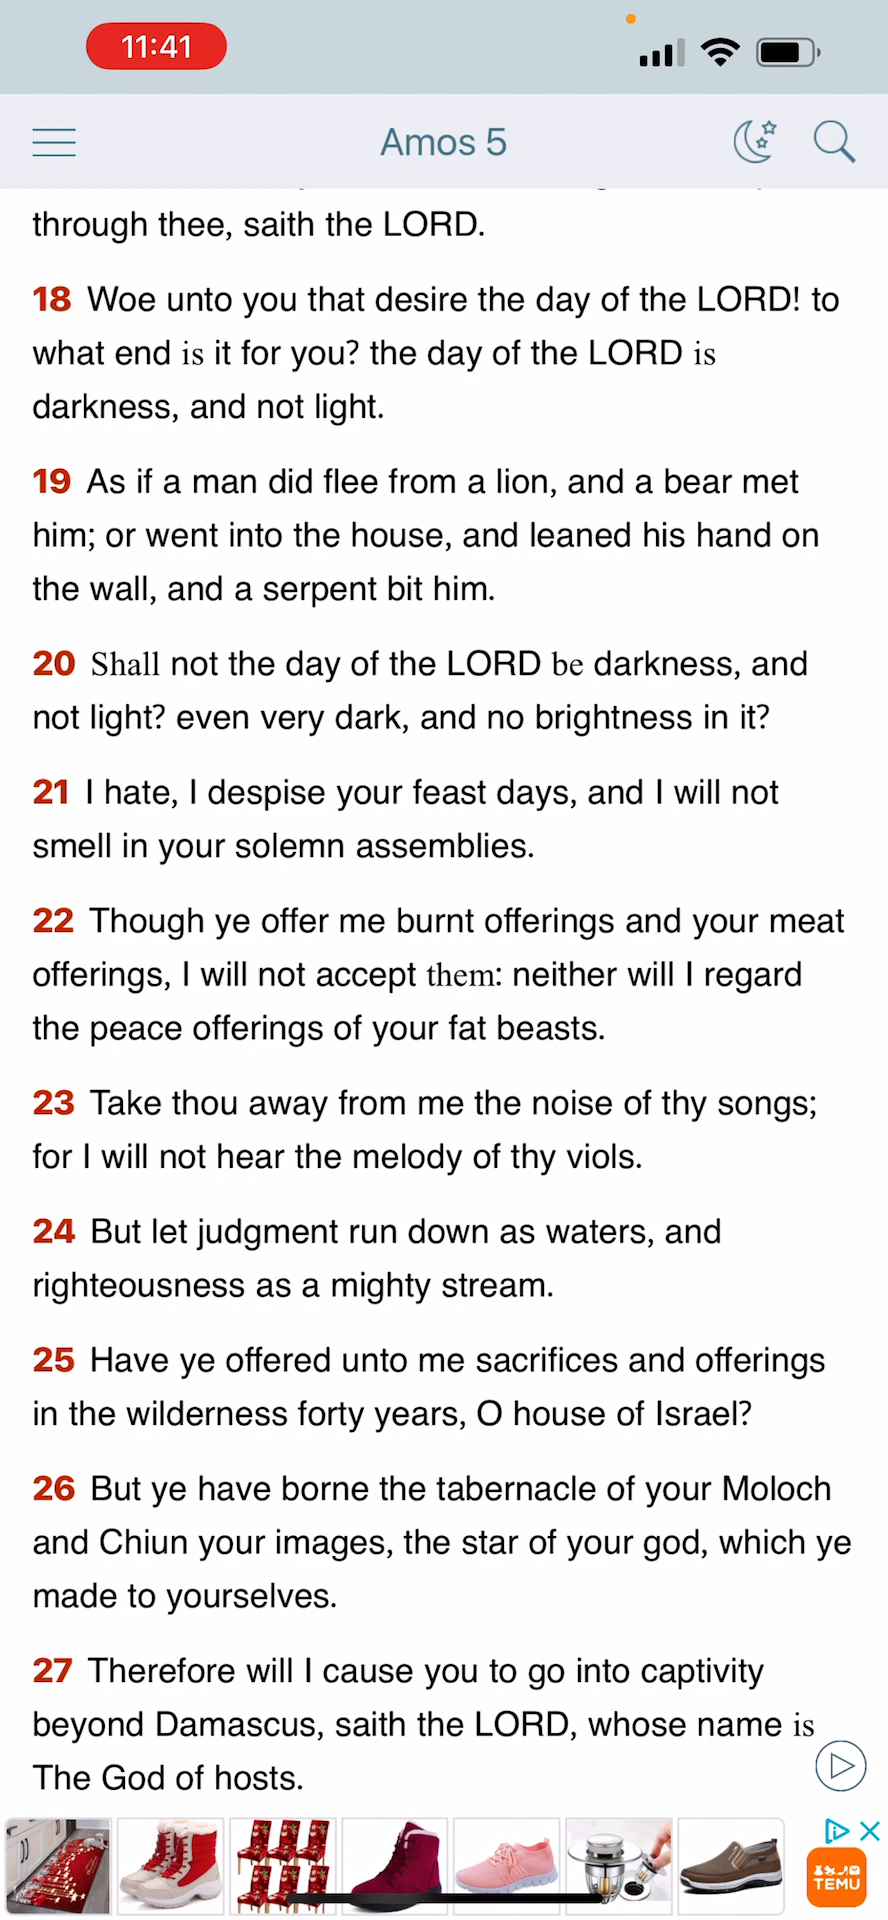 11:41
Amos 5
through thee, saith the LORD.
18 Woe unto you that desire the day of the LORD! to
what end is it for you? the day of the LORD is
darkness, and not light.
19 As if a man did flee from a lion, and a bear met
him; or went into the house, and leaned his hand on
the wall, and a serpent bit him.
20 Shall not the day of the LORD be darkness, and
not light? even very dark, and no brightness in it?
21 I hate, I despise your feast days, and I will not
smell in your solemn assemblies.
22 Though ye offer me burnt offerings and your meat
offerings, I will not accept them: neither will I regard
the peace offerings of your fat beasts.
23 Take thou away from me the noise of thy songs;
for I will not hear the melody of thy viols.
24 But let judgment run down as waters, and
righteousness as a mighty stream.
25 Have ye offered unto me sacrifices and offerings
in the wilderness forty years, O house of Israel?
26 But ye have borne the tabernacle of your Moloch
and Chiun your images, the star of your god, which ye
made to yourselves.
27 Therefore will I cause you to go into captivity
beyond Damascus, saith the LORD, whose name is
The God of hosts.
TEMU